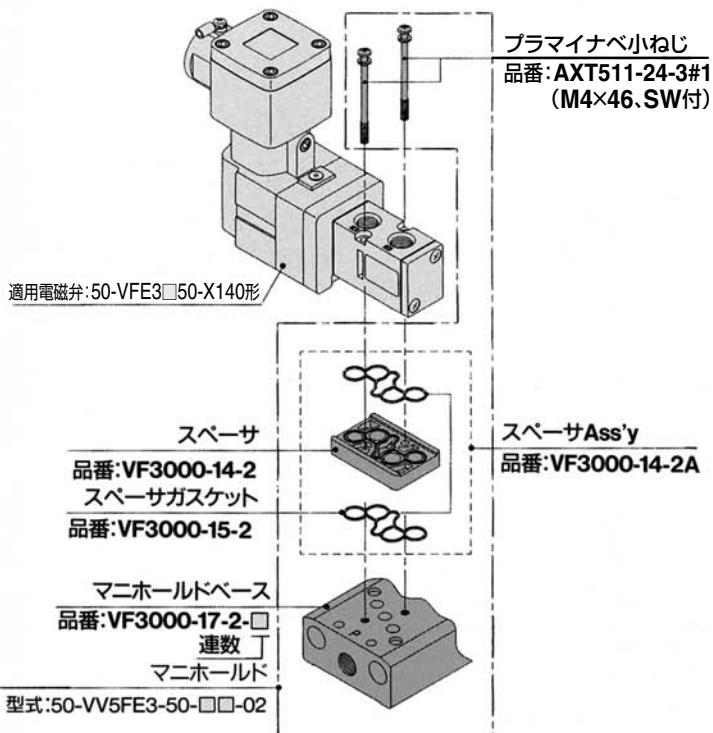 プラマイナベ小ねじ
品番:AXT511-24-3#1
(M4×46、SW付)
適用電磁弁:50-VFE3□50-X140形
スペーサ
品番:VF3000-14-2
スペーサガスケット
品番:VF3000-15-2
スペーサAss'y
品番:VF3000-14-2A
マニホールドベース
品番:VF3000-17-2-□
連数
マニホールド
型式:50-VV5FE3-50-□□-02
P